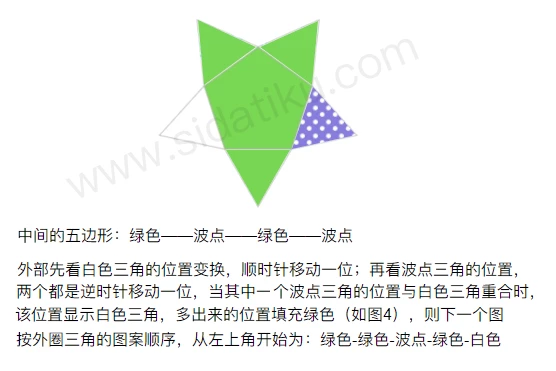 www.sidatiku.com
中间的五边形：绿色——波点——绿色——波点
外部先看白色三角的位置变换，顺时针移动一位；再看波点三角的位置，
两个都是逆时针移动一位，当其中一个波点三角的位置与白色三角重合时，
该位置显示白色三角，多出来的位置填充绿色（如图4），则下一个图
按外圈三角的图案顺序，从左上角开始为：绿色-绿色-波点-绿色-白色